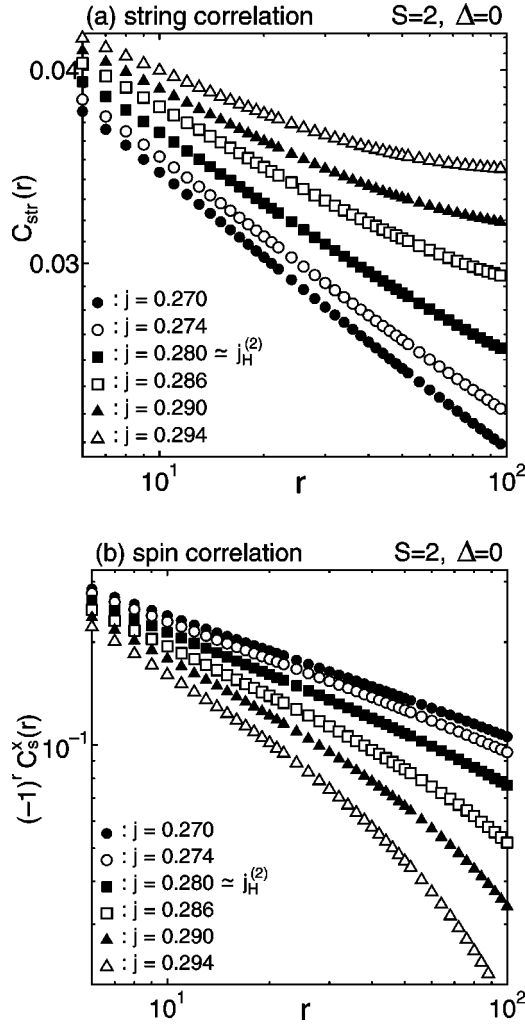 (a) string correlation S=2, Δ=0
0.04
C_str(r)
0.03
● : j = 0.270
○ : j = 0.274
■ : j = 0.280 ≃ j_H^(2)
□ : j = 0.286
▲ : j = 0.290
△ : j = 0.294
10^1 r 10^2
(b) spin correlation S=2, Δ=0
10^−1
(−1)^r C_s^x(r)
● : j = 0.270
○ : j = 0.274
■ : j = 0.280 ≃ j_H^(2)
□ : j = 0.286
▲ : j = 0.290
△ : j = 0.294
10^1 r 10^2